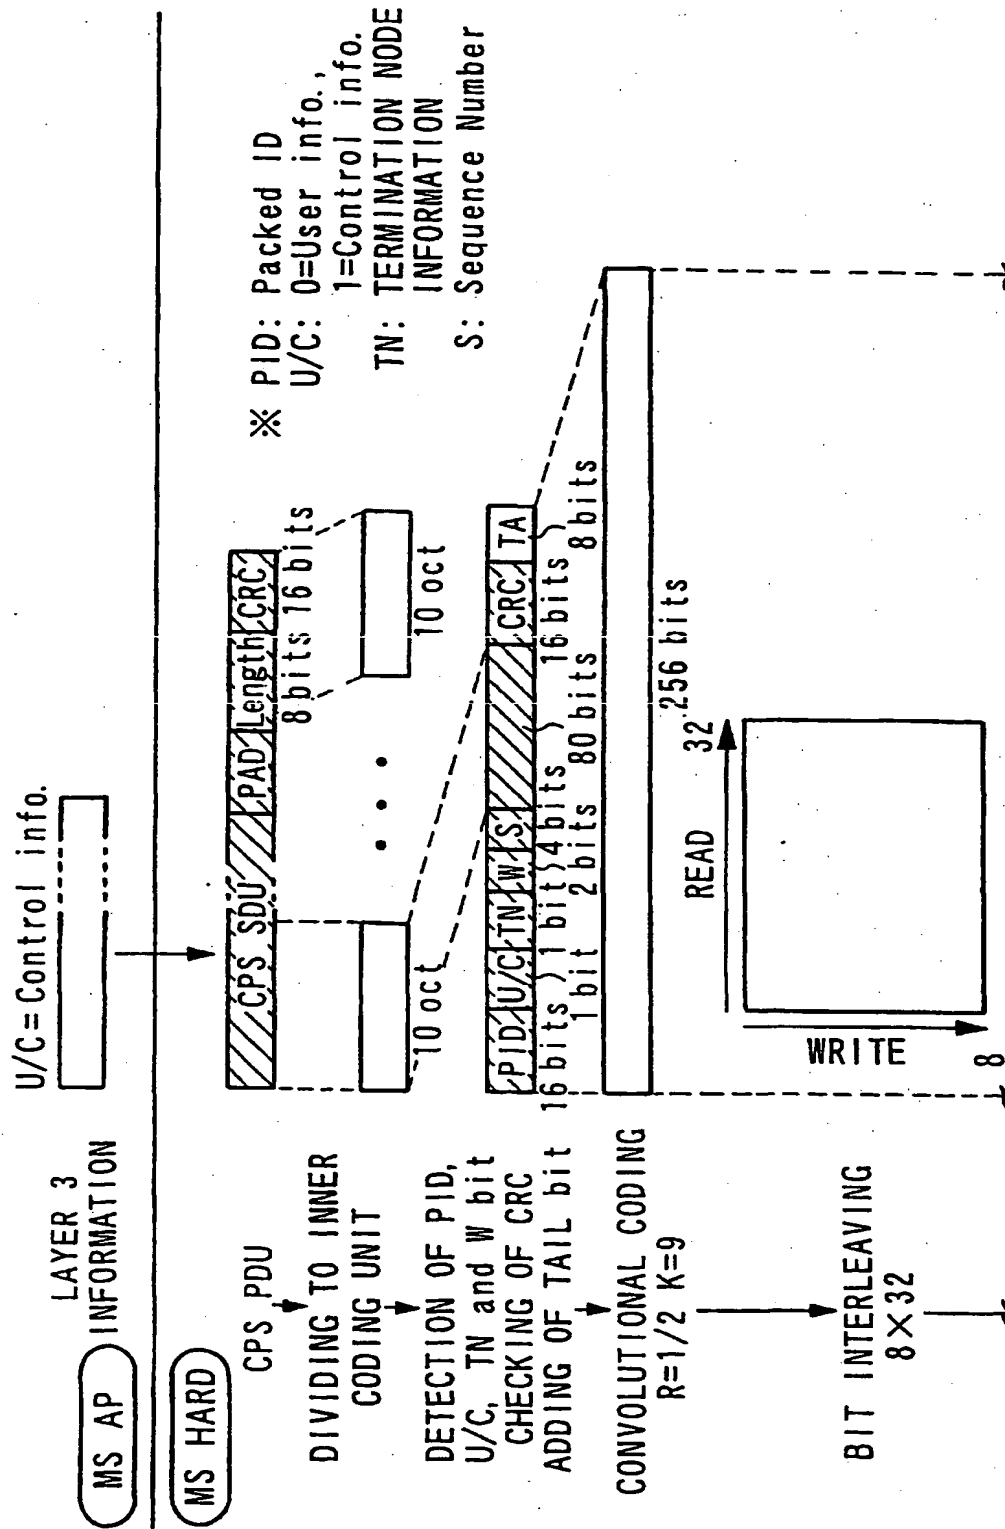 MS AP
LAYER 3
INFORMATION
U/C=Control info.
MS HARD
CPS PDU
CPS SDU
PAD
Length
CRC
8 bits
16 bits
※ PID: Packed ID
U/C: 0=User info.,
1=Control info.
TN: TERMINATION NODE
INFORMATION
S: Sequence Number
DIVIDING TO INNER
CODING UNIT
10 oct
10 oct
DETECTION OF PID,
U/C, TN and W bit
CHECKING OF CRC
ADDING OF TAIL bit
PID
U/C
TN
W
S
CRC
TA
16 bits
1 bit
1 bit
2 bits
4 bits
80 bits
16 bits
8 bits
CONVOLUTIONAL CODING
R=1/2 K=9
256 bits
BIT INTERLEAVING
8×32
READ
32
WRITE
8